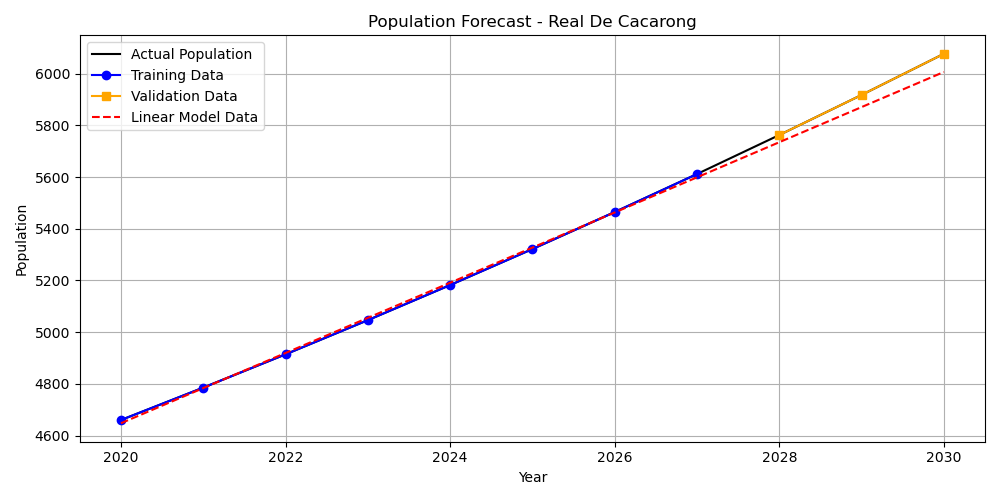 Population Forecast - Real De Cacarong
Actual Population
Training Data
Validation Data
Linear Model Data
Population
6000
5800
5600
5400
5200
5000
4800
4600
2020
2022
2024
2026
2028
2030
Year